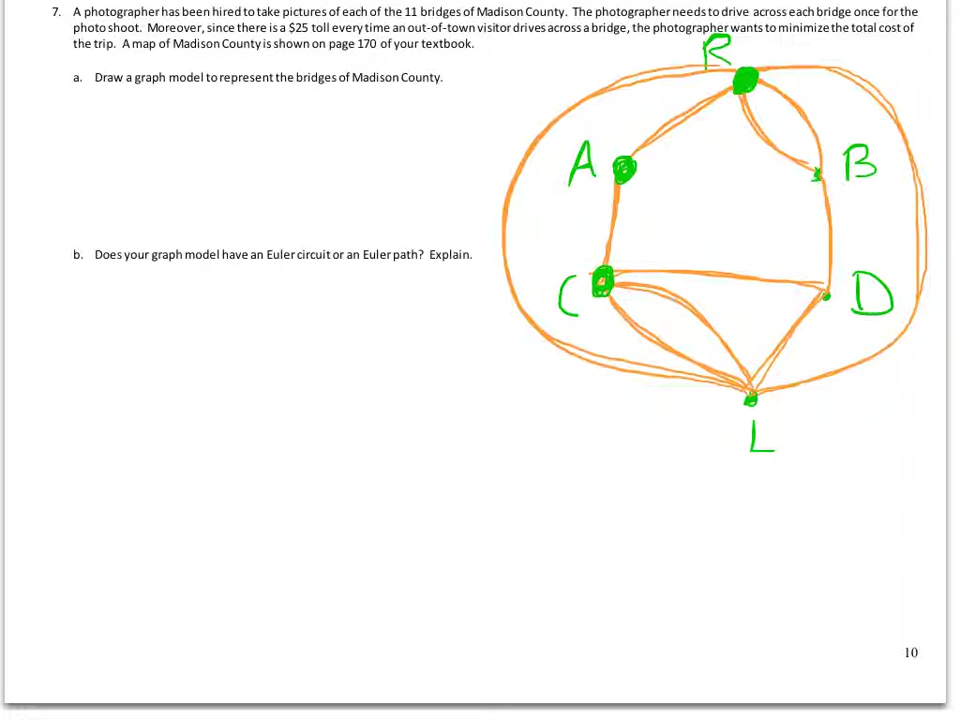 7. A photographer has been hired to take pictures of each of the 11 bridges of Madison County. The photographer needs to drive across each bridge once for the
photo shoot. Moreover, since there is a $25 toll every time an out-of-town visitor drives across a bridge, the photographer wants to minimize the total cost of
the trip. A map of Madison County is shown on page 170 of your textbook.
R
a. Draw a graph model to represent the bridges of Madison County.
A
B
b. Does your graph model have an Euler circuit or an Euler path? Explain.
C
D
L
10